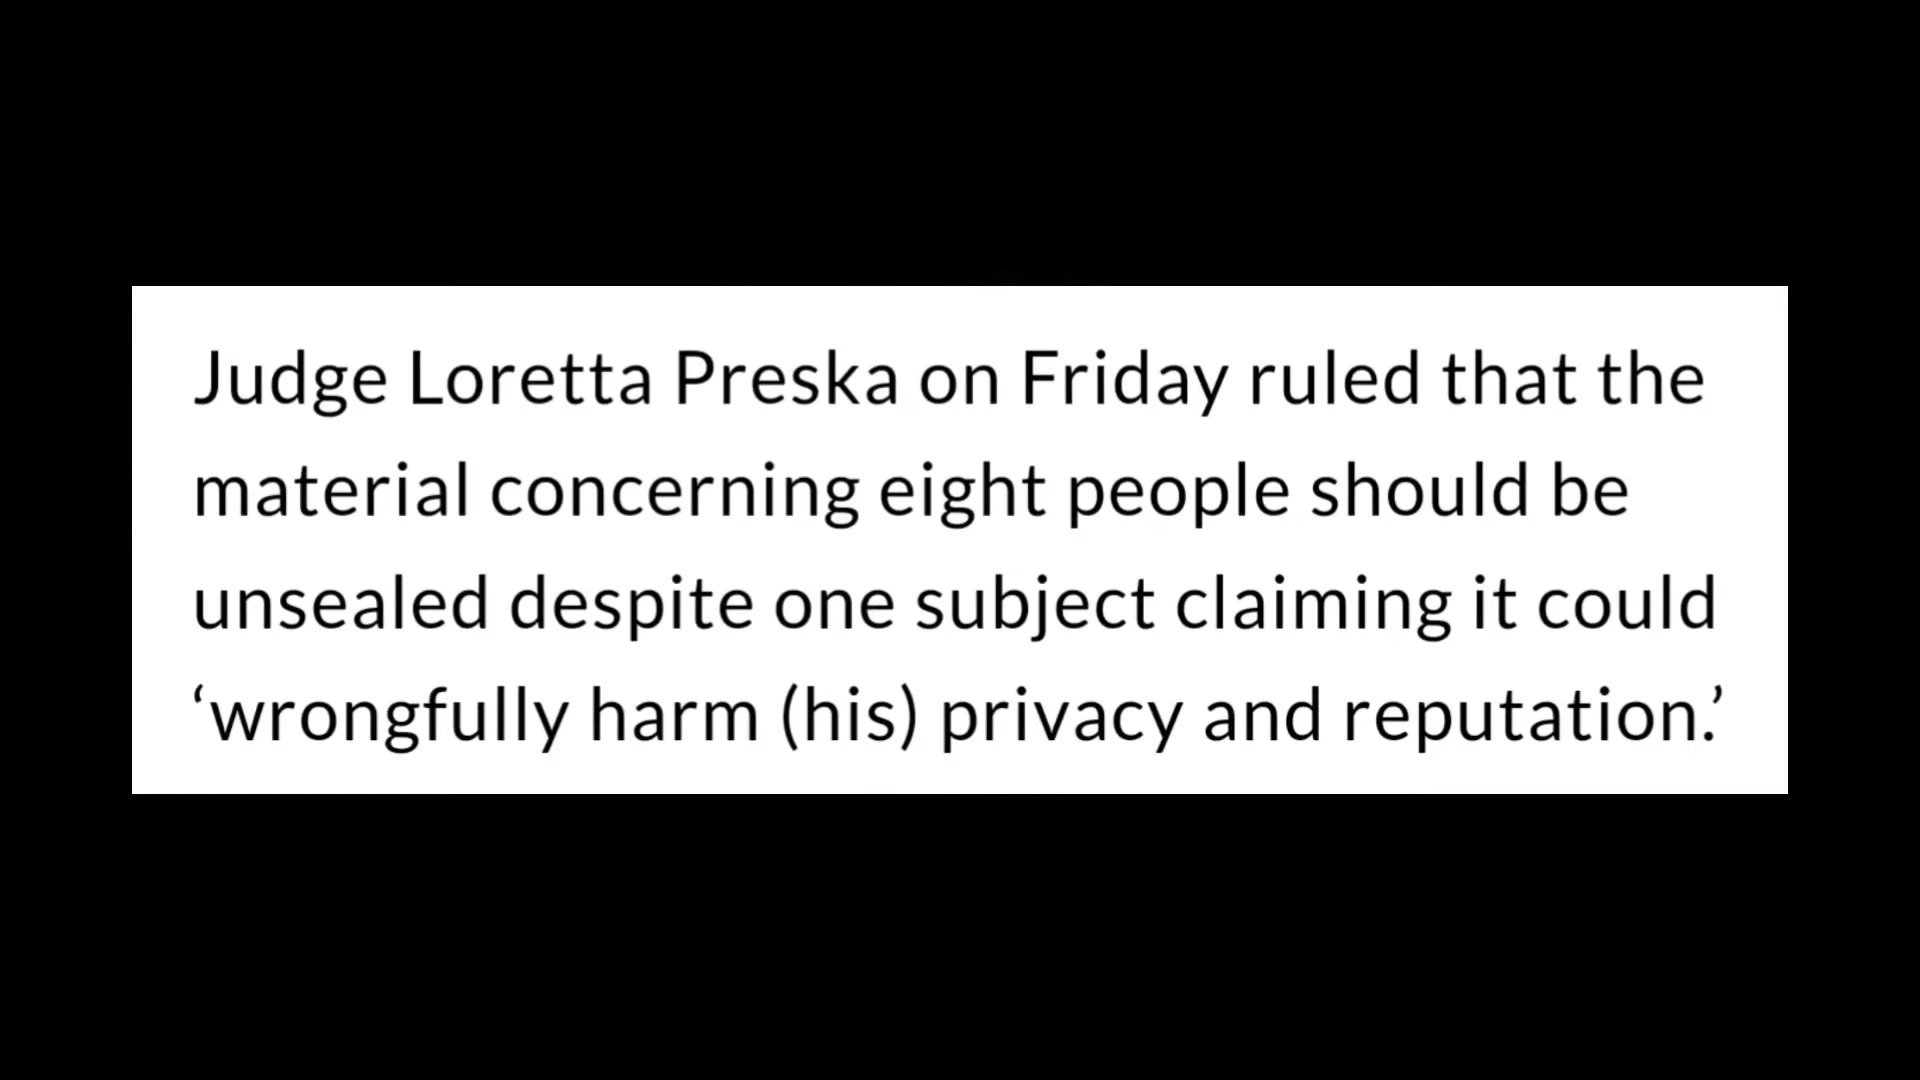 Judge Loretta Preska on Friday ruled that the
material concerning eight people should be
unsealed despite one subject claiming it could
‘wrongfully harm (his) privacy and reputation.’